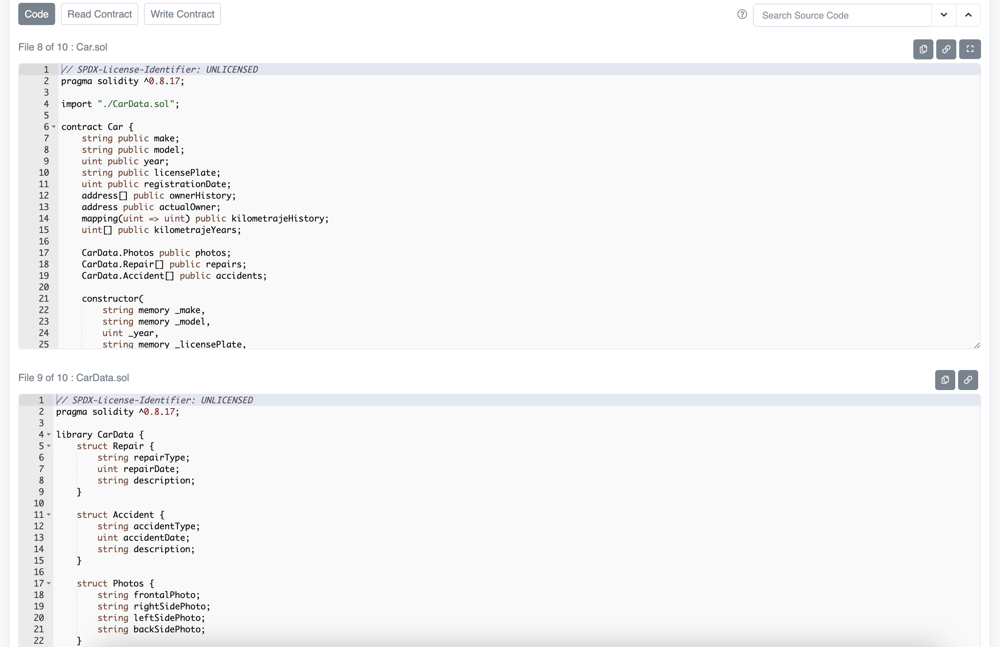 Code Read Contract Write Contract Search Source Code
File 8 of 10 : Car.sol
1 // SPDX-License-Identifier: UNLICENSED
2 pragma solidity ^0.8.17;
3
4 import "./CarData.sol";
5
6 contract Car {
7     string public make;
8     string public model;
9     uint public year;
10     string public licensePlate;
11     uint public registrationDate;
12     address[] public ownerHistory;
13     address public actualOwner;
14     mapping(uint => uint) public kilometrajeHistory;
15     uint[] public kilometrajeYears;
16
17     CarData.Photos public photos;
18     CarData.Repair[] public repairs;
19     CarData.Accident[] public accidents;
20
21     constructor(
22         string memory _make,
23         string memory _model,
24         uint _year,
25         string memory _licensePlate,
File 9 of 10 : CarData.sol
1 // SPDX-License-Identifier: UNLICENSED
2 pragma solidity ^0.8.17;
3
4 library CarData {
5     struct Repair {
6         string repairType;
7         uint repairDate;
8         string description;
9     }
10
11     struct Accident {
12         string accidentType;
13         uint accidentDate;
14         string description;
15     }
16
17     struct Photos {
18         string frontalPhoto;
19         string rightSidePhoto;
20         string leftSidePhoto;
21         string backSidePhoto;
22     }